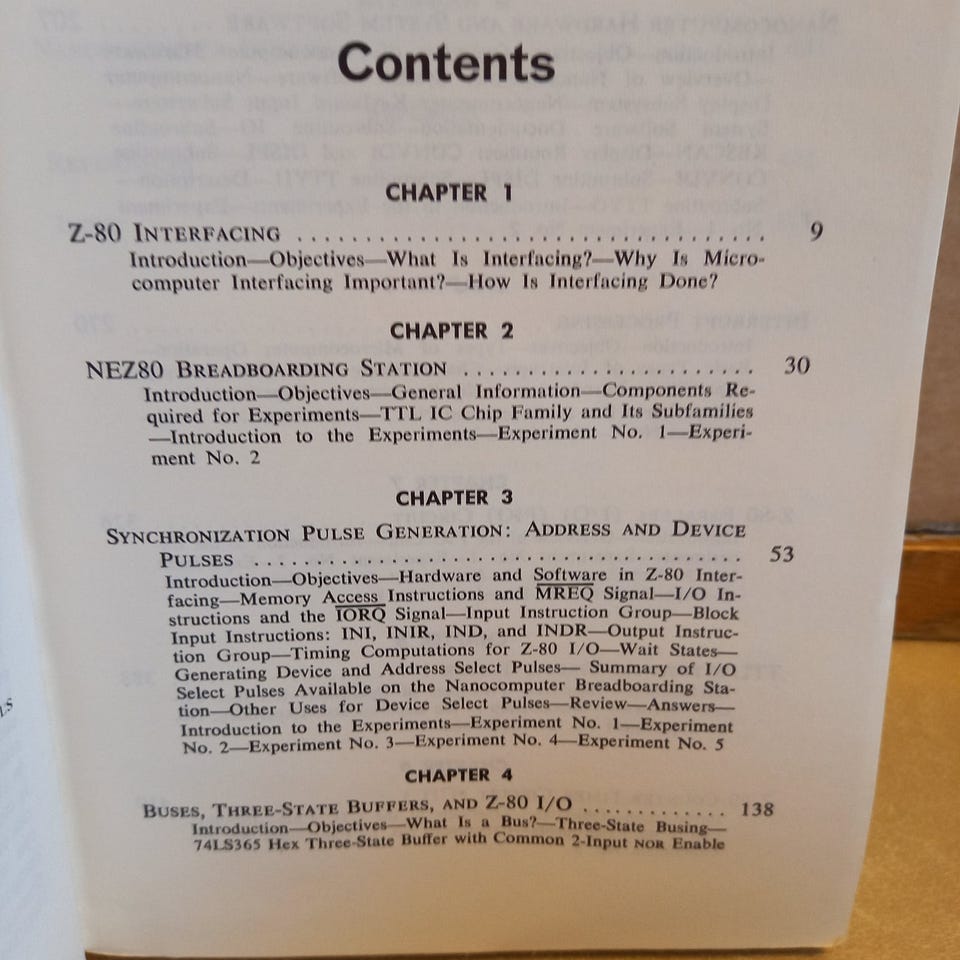 Contents
CHAPTER 1
Z-80 INTERFACING . . . . . . . . . . . . . . . . . . . . . . . . . . . . . . . . . . . 9
Introduction—Objectives—What Is Interfacing?—Why Is Micro-
computer Interfacing Important?—How Is Interfacing Done?
CHAPTER 2
NEZ80 BREADBOARDING STATION . . . . . . . . . . . . . . . . . . . . . . . 30
Introduction—Objectives—General Information—Components Re-
quired for Experiments—TTL IC Chip Family and Its Subfamilies
—Introduction to the Experiments—Experiment No. 1—Experi-
ment No. 2
CHAPTER 3
SYNCHRONIZATION PULSE GENERATION: ADDRESS AND DEVICE
PULSES . . . . . . . . . . . . . . . . . . . . . . . . . . . . . . . . . . . . . . . 53
Introduction—Objectives—Hardware and Software in Z-80 Inter-
facing—Memory Access Instructions and M̅R̅E̅Q̅ Signal—I/O In-
structions and the I̅O̅R̅Q̅ Signal—Input Instruction Group—Block
Input Instructions: INI, INIR, IND, and INDR—Output Instruc-
tion Group—Timing Computations for Z-80 I/O—Wait States—
Generating Device and Address Select Pulses— Summary of I/O
Select Pulses Available on the Nanocomputer Breadboarding Sta-
tion—Other Uses for Device Select Pulses—Review—Answers—
Introduction to the Experiments—Experiment No. 1—Experiment
No. 2—Experiment No. 3—Experiment No. 4—Experiment No. 5
CHAPTER 4
BUSES, THREE-STATE BUFFERS, AND Z-80 I/O . . . . . . . . . . . . 138
Introduction—Objectives—What Is a Bus?—Three-State Busing—
74LS365 Hex Three-State Buffer with Common 2-Input NOR Enable